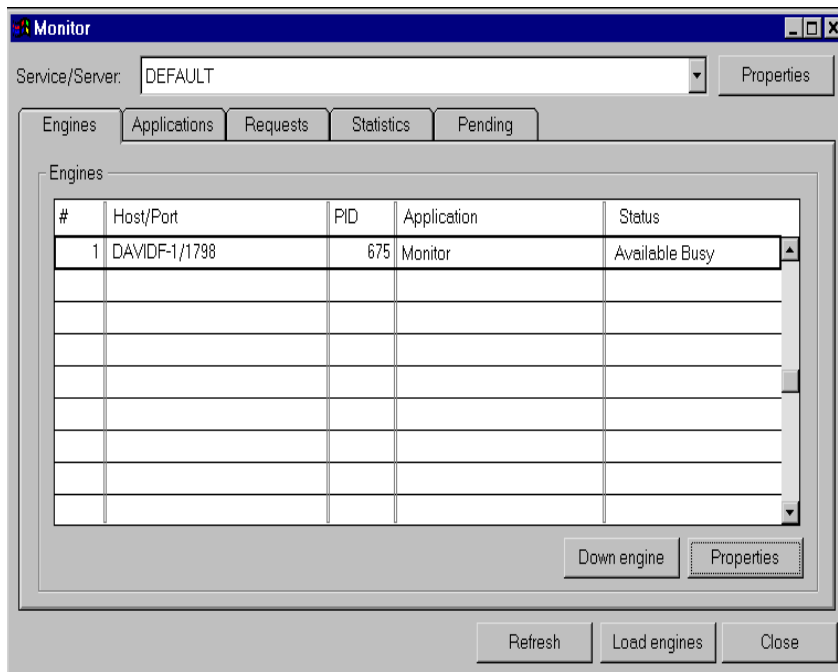 Monitor
Service/Server: DEFAULT Properties
Engines Applications Requests Statistics Pending
Engines
# Host/Port PID Application Status
1 DAVIDF-1/1798 675 Monitor Available Busy
Down engine Properties
Refresh Load engines Close